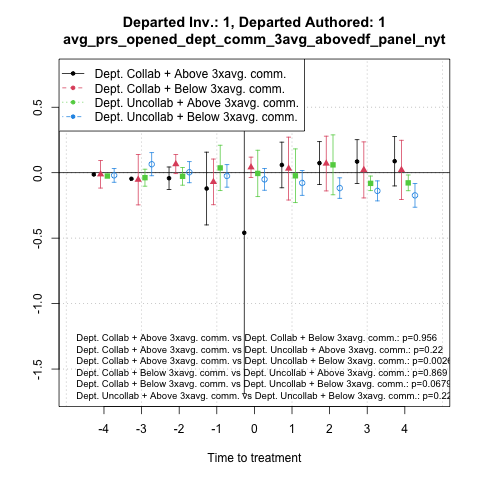 Departed Inv.: 1, Departed Authored: 1
avg_prs_opened_dept_comm_3avg_abovedf_panel_nyt
Dept. Collab + Above 3xavg. comm.
Dept. Collab + Below 3xavg. comm.
Dept. Uncollab + Above 3xavg. comm.
Dept. Uncollab + Below 3xavg. comm.
0.5
0.0
-0.5
-1.0
-1.5
Dept. Collab + Above 3xavg. comm. vs Dept. Collab + Below 3xavg. comm.: p=0.956
Dept. Collab + Above 3xavg. comm. vs Dept. Uncollab + Above 3xavg. comm.: p=0.22
Dept. Collab + Above 3xavg. comm. vs Dept. Uncollab + Below 3xavg. comm.: p=0.0026
Dept. Collab + Below 3xavg. comm. vs Dept. Uncollab + Above 3xavg. comm.: p=0.869
Dept. Collab + Below 3xavg. comm. vs Dept. Uncollab + Below 3xavg. comm.: p=0.0679
Dept. Uncollab + Above 3xavg. comm. vs Dept. Uncollab + Below 3xavg. comm.: p=0.22
-4 -3 -2 -1 0 1 2 3 4
Time to treatment